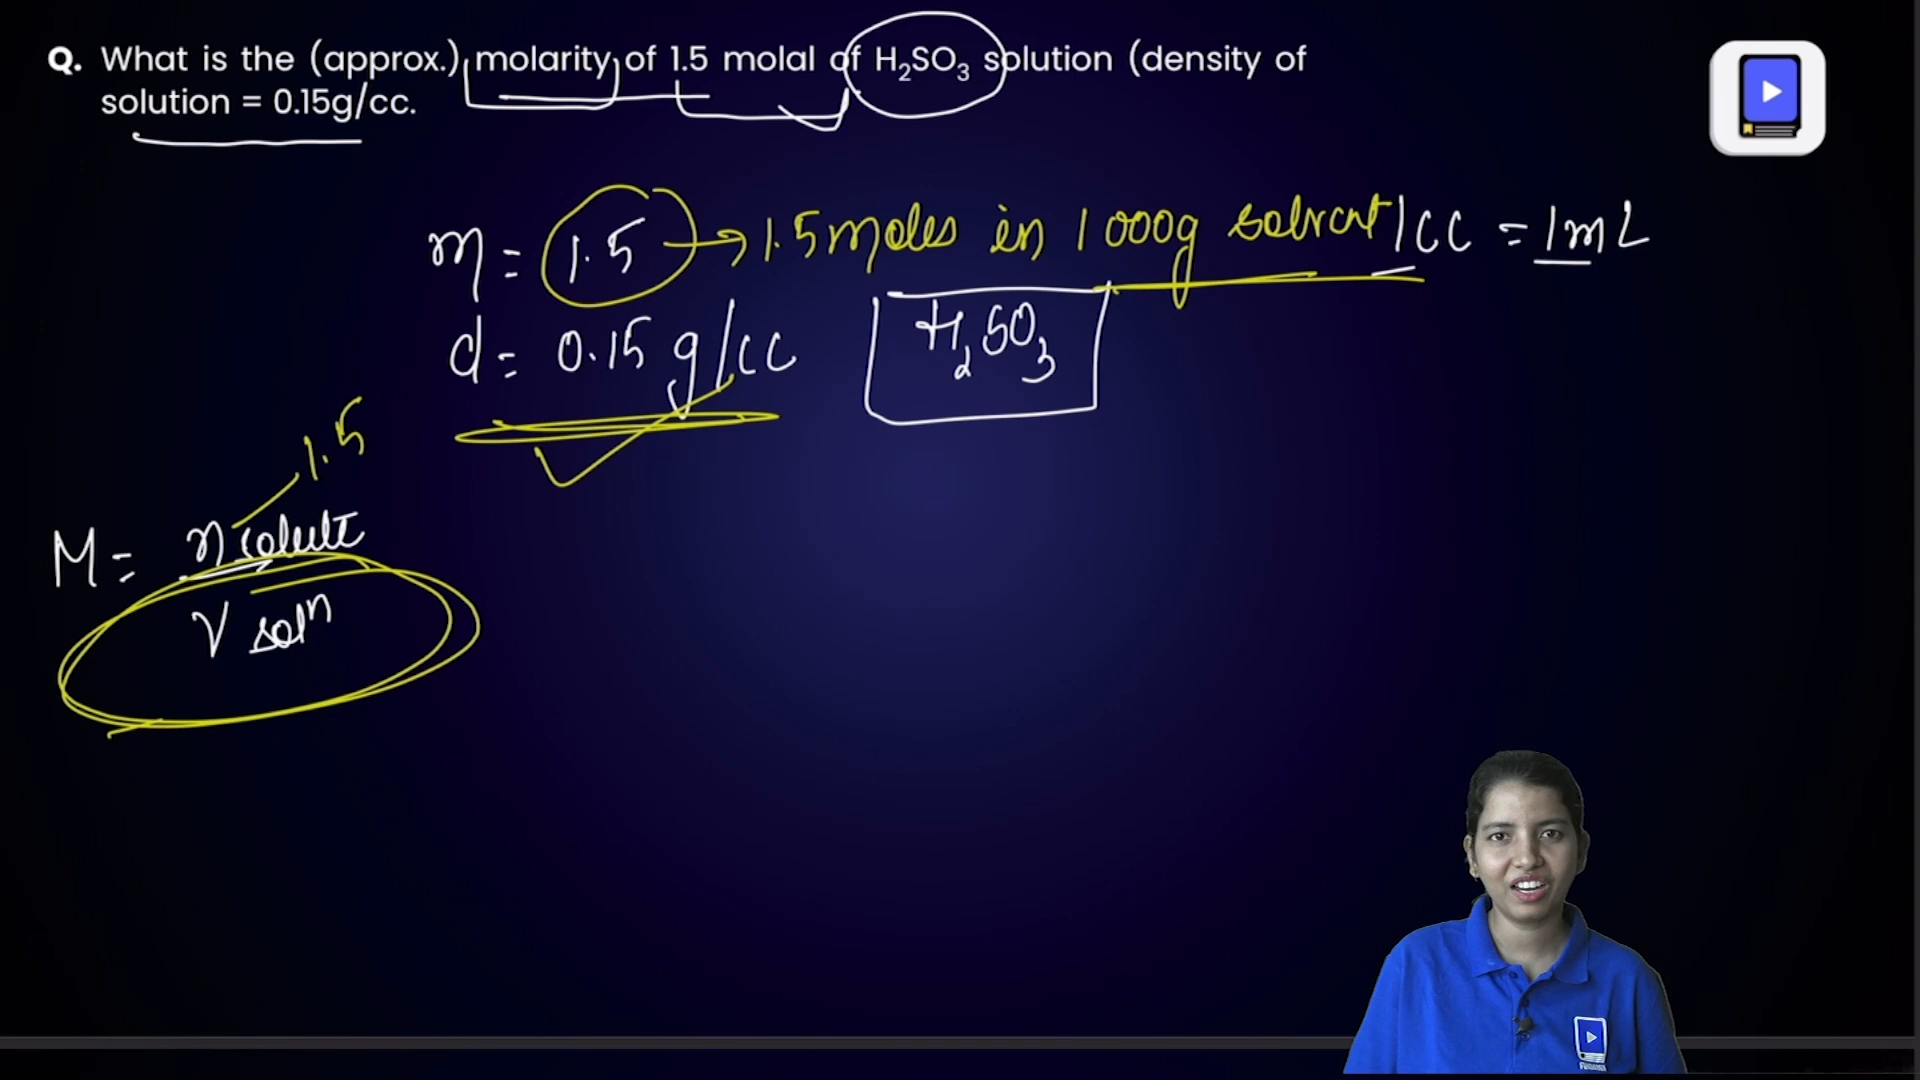 Q. What is the (approx.) molarity of 1.5 molal of H₂SO₃ solution (density of
solution = 0.15g/cc.
m = 1.5 → 1.5 moles in 1000g solvent 1CC = 1mL
d = 0.15 g/cc H₂SO₃
1.5
M = n solute
V solⁿ